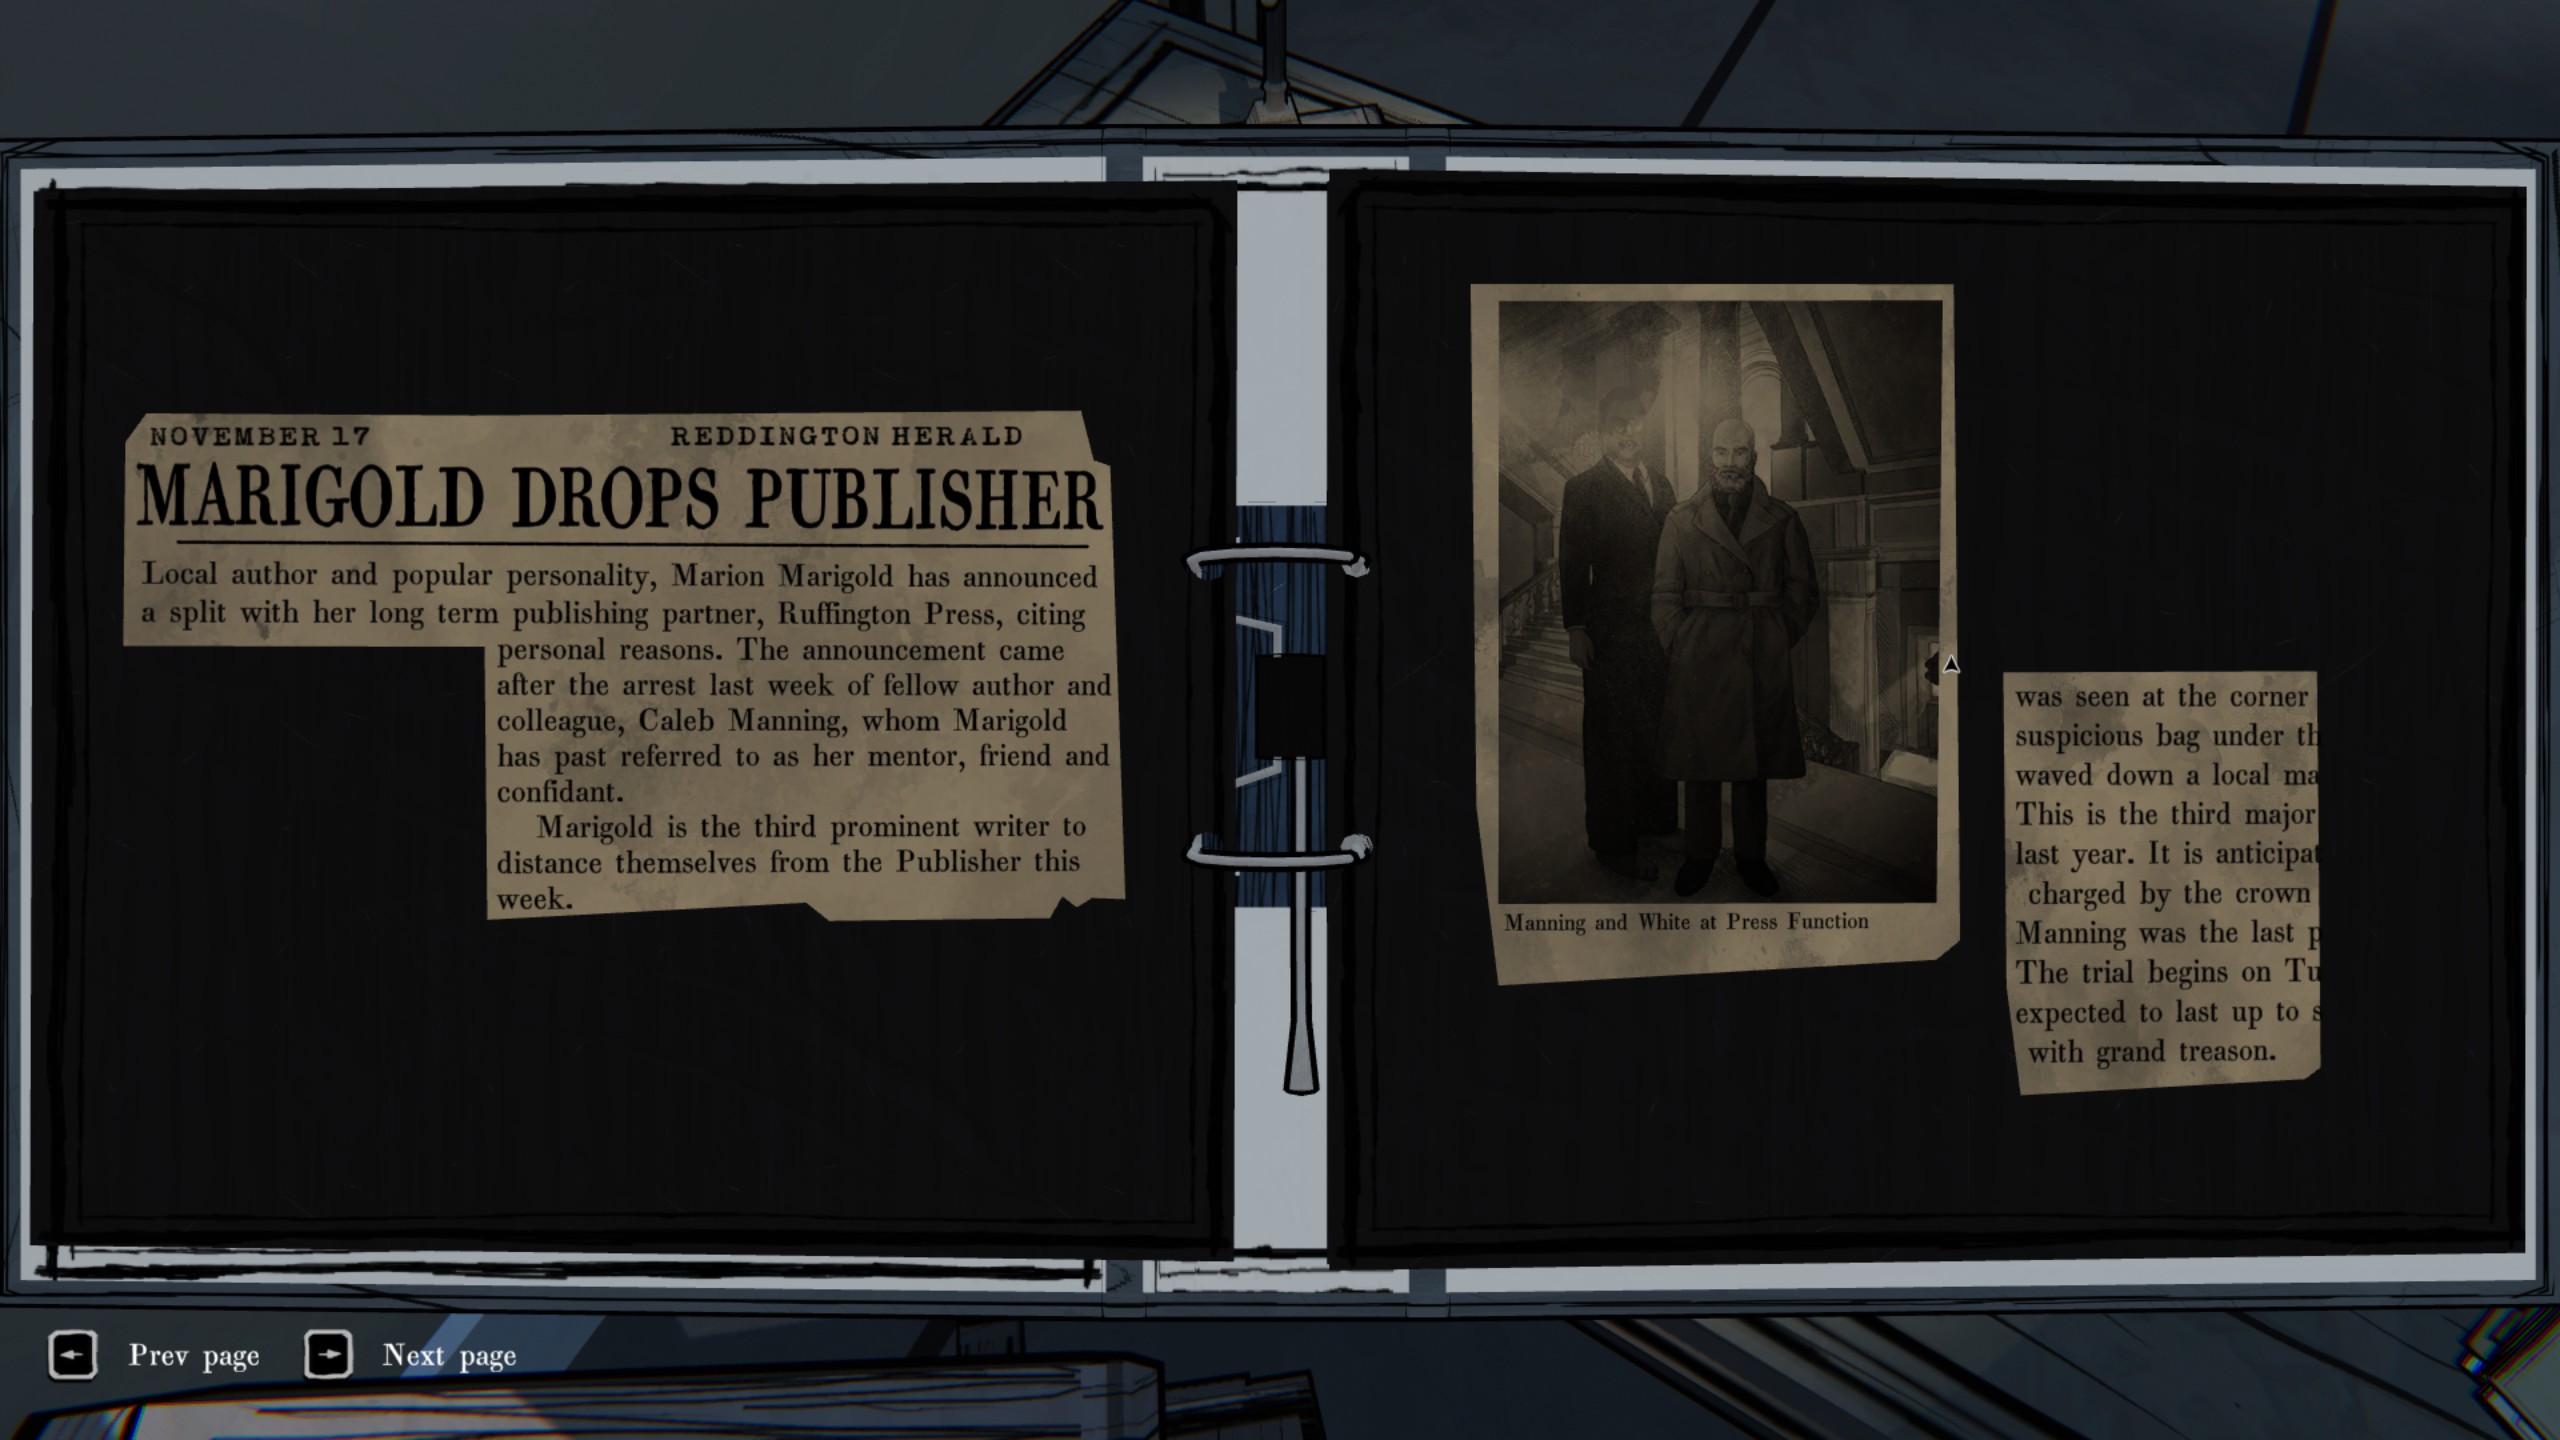 NOVEMBER 17 REDDINGTON HERALD
MARIGOLD DROPS PUBLISHER
Local author and popular personality, Marion Marigold has announced
a split with her long term publishing partner, Ruffington Press, citing
personal reasons. The announcement came
after the arrest last week of fellow author and
colleague, Caleb Manning, whom Marigold
has past referred to as her mentor, friend and
confidant.
Marigold is the third prominent writer to
distance themselves from the Publisher this
week.
Manning and White at Press Function
was seen at the corner
suspicious bag under th
waved down a local ma
This is the third major
last year. It is anticipat
charged by the crown
Manning was the last p
The trial begins on Tu
expected to last up to s
with grand treason.
Prev page
Next page